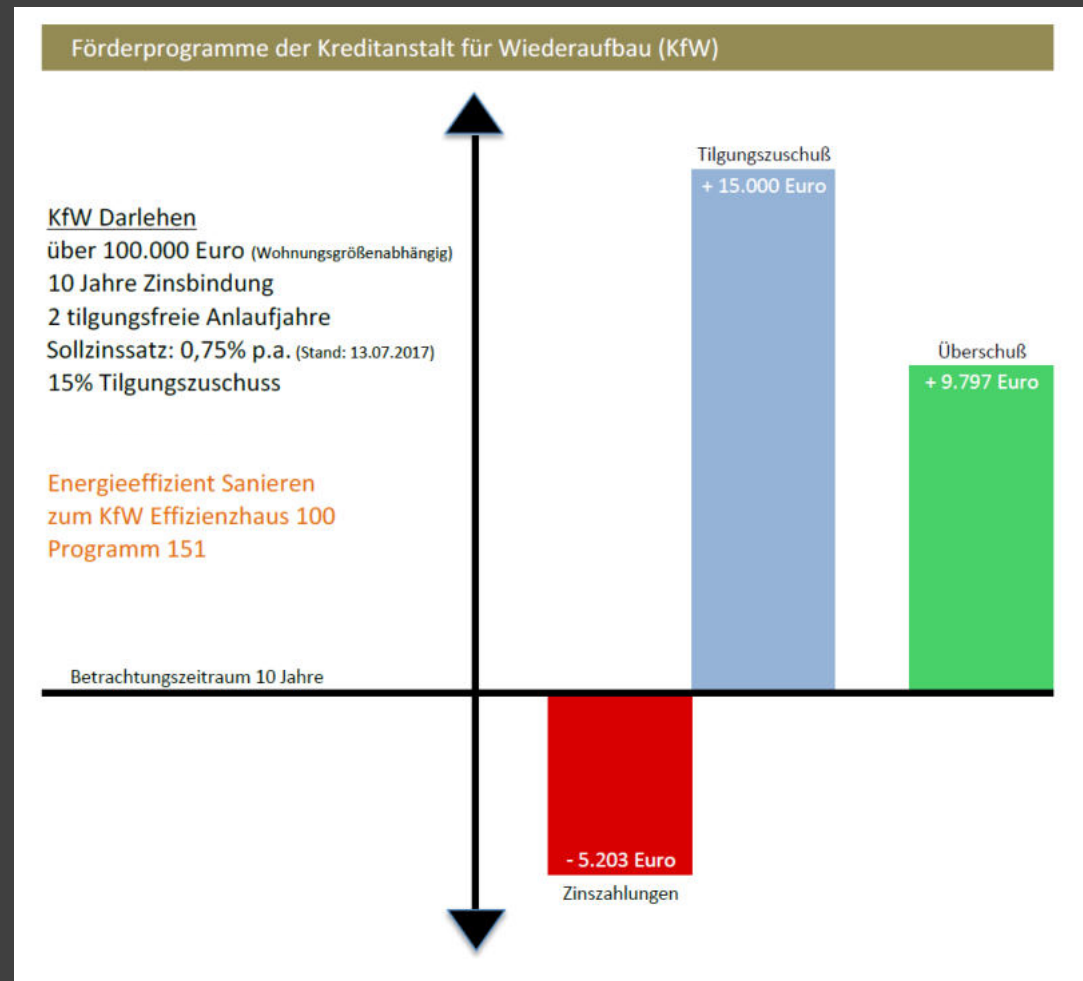 Förderprogramme der Kreditanstalt für Wiederaufbau (KfW)
KfW Darlehen
über 100.000 Euro (Wohnungsgrößenabhängig)
10 Jahre Zinsbindung
2 tilgungsfreie Anlaufjahre
Sollzinssatz: 0,75% p.a. (Stand: 13.07.2017)
15% Tilgungszuschuss
Energieeffizient Sanieren
zum KfW Effizienzhaus 100
Programm 151
Betrachtungszeitraum 10 Jahre
Tilgungszuschuß
+ 15.000 Euro
Überschuß
+ 9.797 Euro
- 5.203 Euro
Zinszahlungen